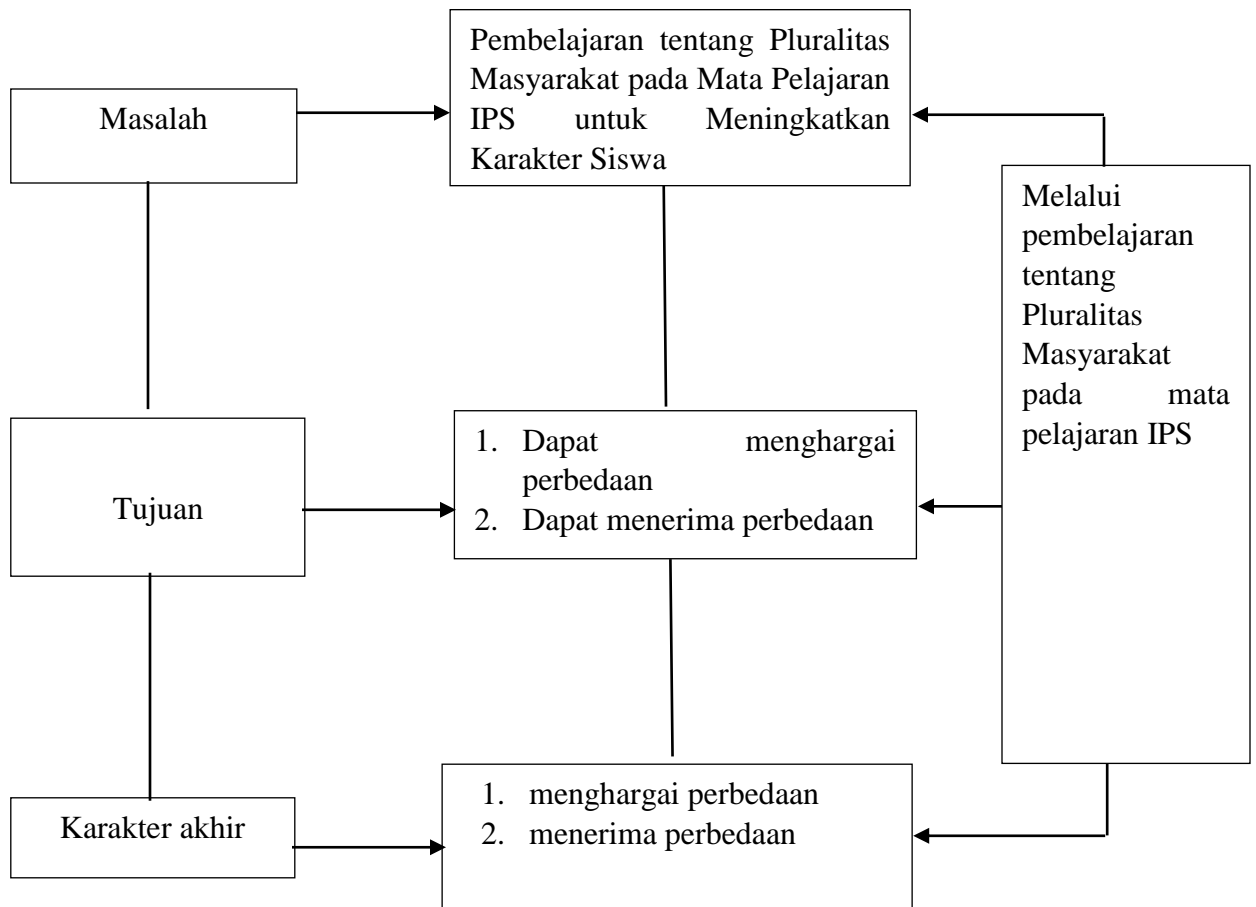 Masalah
Pembelajaran tentang Pluralitas
Masyarakat pada Mata Pelajaran
IPS untuk Meningkatkan
Karakter Siswa
Melalui
pembelajaran
tentang
Pluralitas
Masyarakat
pada mata
pelajaran IPS
Tujuan
1. Dapat menghargai
perbedaan
2. Dapat menerima perbedaan
Karakter akhir
1. menghargai perbedaan
2. menerima perbedaan